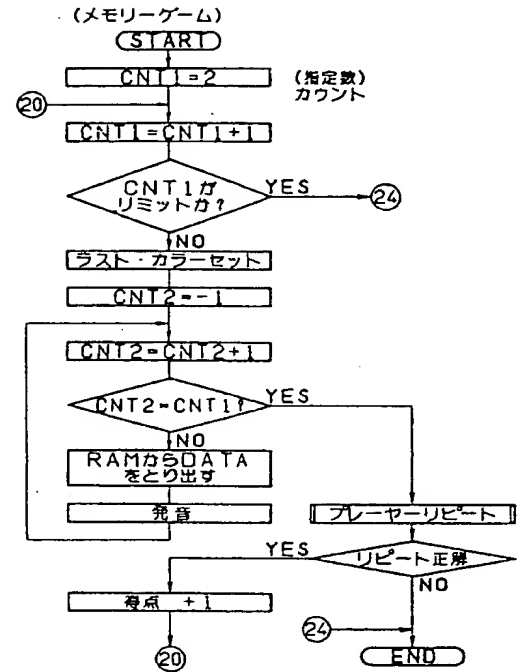 (メモリーゲーム)
START
CNT1=2
(指定数)
カウント
20
CNT1=CNT1+1
CNT1が
リミットか?
YES
24
NO
ラスト・カラーセット
CNT2=-1
CNT2=CNT2+1
CNT2=CNT1?
YES
NO
RAMからDATA
をとり出す
発音
プレーヤーリピート
YES
リピート正解
NO
得点 +1
24
20
END